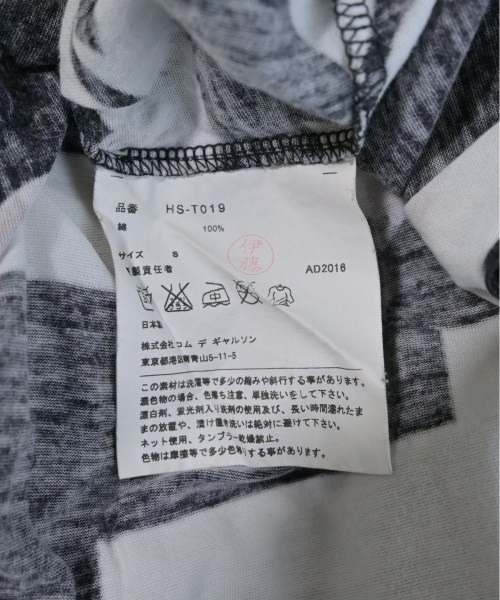 品番 HS-T019
綿 100%
サイズ S
縫製責任者 伊藤 AD2016
日本製
株式会社コム デ ギャルソン
東京都港区南青山5-11-5
この素材は洗濯等で多少の縮みや斜行する事があります。
濃色物の場合、色落ち注意、単独洗いをして下さい。
漂白剤、蛍光剤入り洗剤の使用及び、長い時間濡れたま
まの放置や、漬け置き洗いは絶対に避けて下さい。
ネット使用、タンブラー乾燥禁止。
色物は摩擦等で多少色移りする事があります。